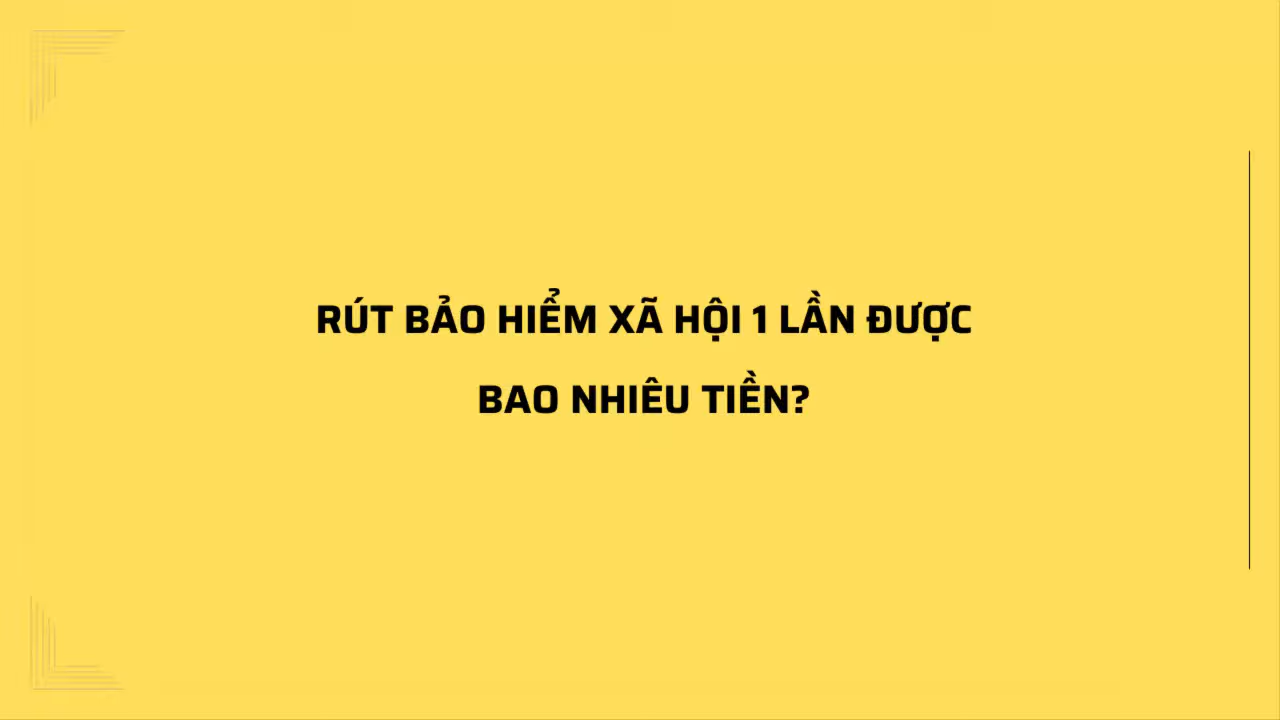 RÚT BẢO HIỂM XÃ HỘI 1 LẦN ĐƯỢC
BAO NHIÊU TIỀN?